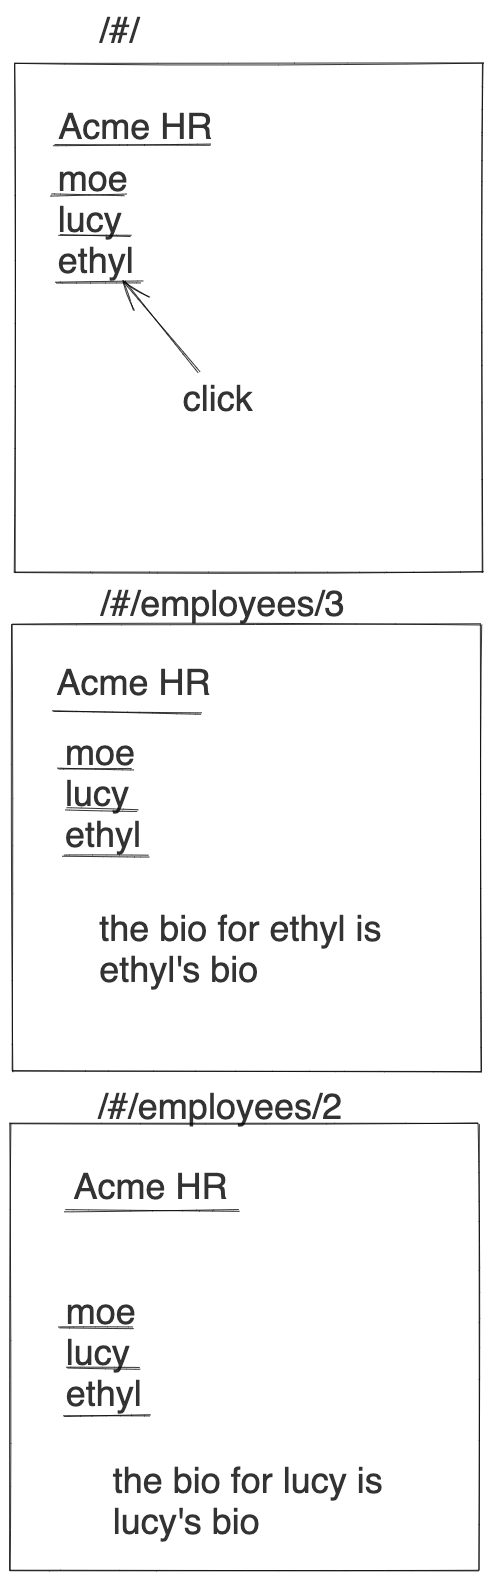 /#/
Acme HR
moe
lucy
ethyl
click
/#/employees/3
Acme HR
moe
lucy
ethyl
the bio for ethyl is
ethyl's bio
/#/employees/2
Acme HR
moe
lucy
ethyl
the bio for lucy is
lucy's bio